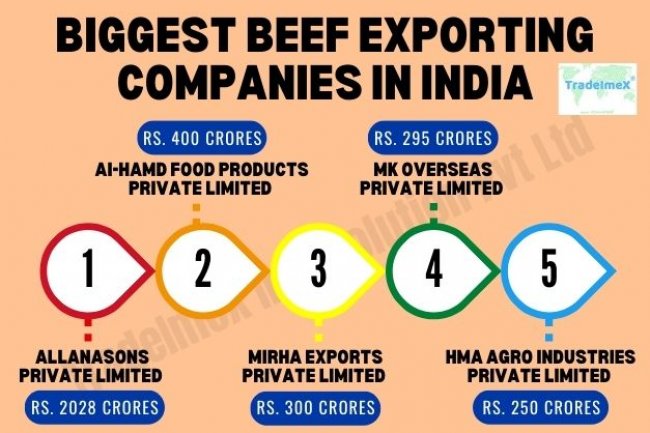 BIGGEST BEEF EXPORTING
COMPANIES IN INDIA
TradeImeX®
RS. 400 CRORES
AI-HAMD FOOD PRODUCTS
PRIVATE LIMITED
RS. 295 CRORES
MK OVERSEAS
PRIVATE LIMITED
1
2
3
4
5
ALLANASONS
PRIVATE LIMITED
RS. 2028 CRORES
MIRHA EXPORTS
PRIVATE LIMITED
RS. 300 CRORES
HMA AGRO INDUSTRIES
PRIVATE LIMITED
RS. 250 CRORES